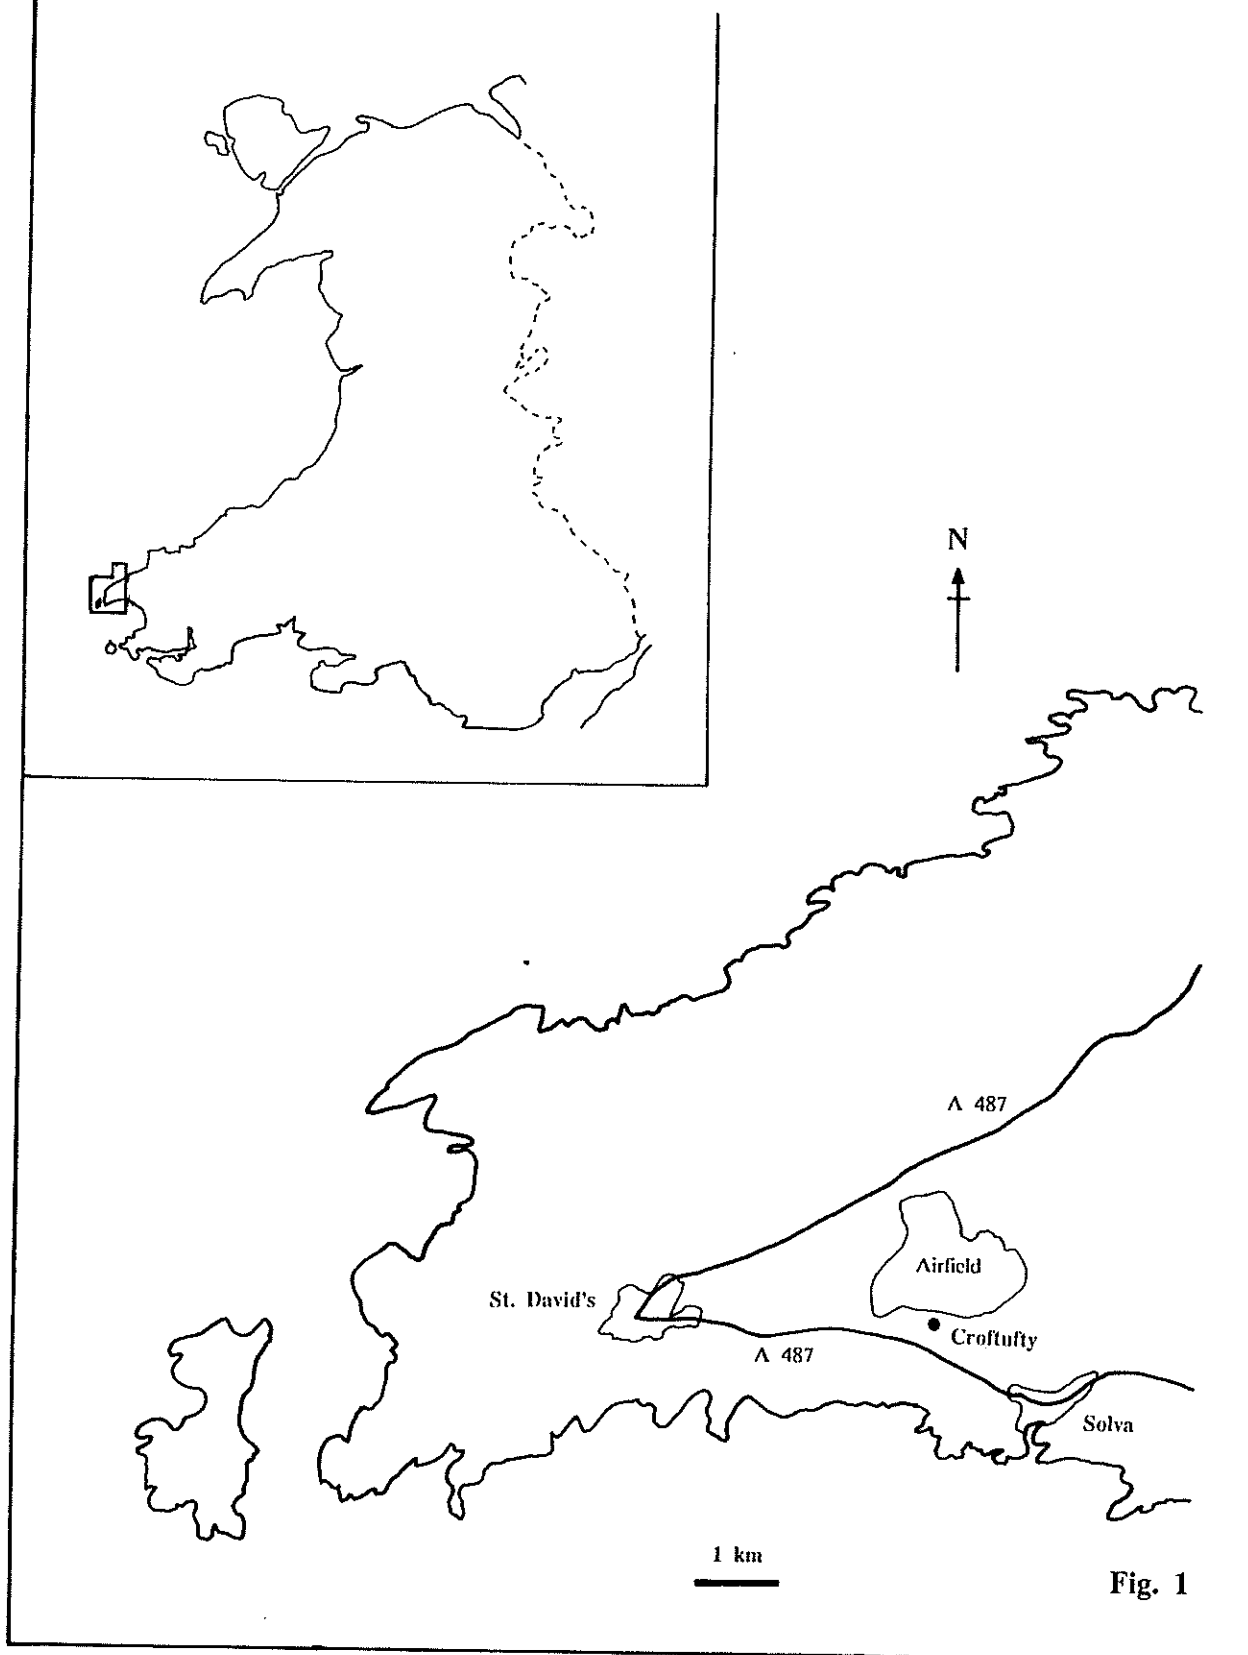 N
A 487
Airfield
St. David's
Croftufty
A 487
Solva
1 km
Fig. 1